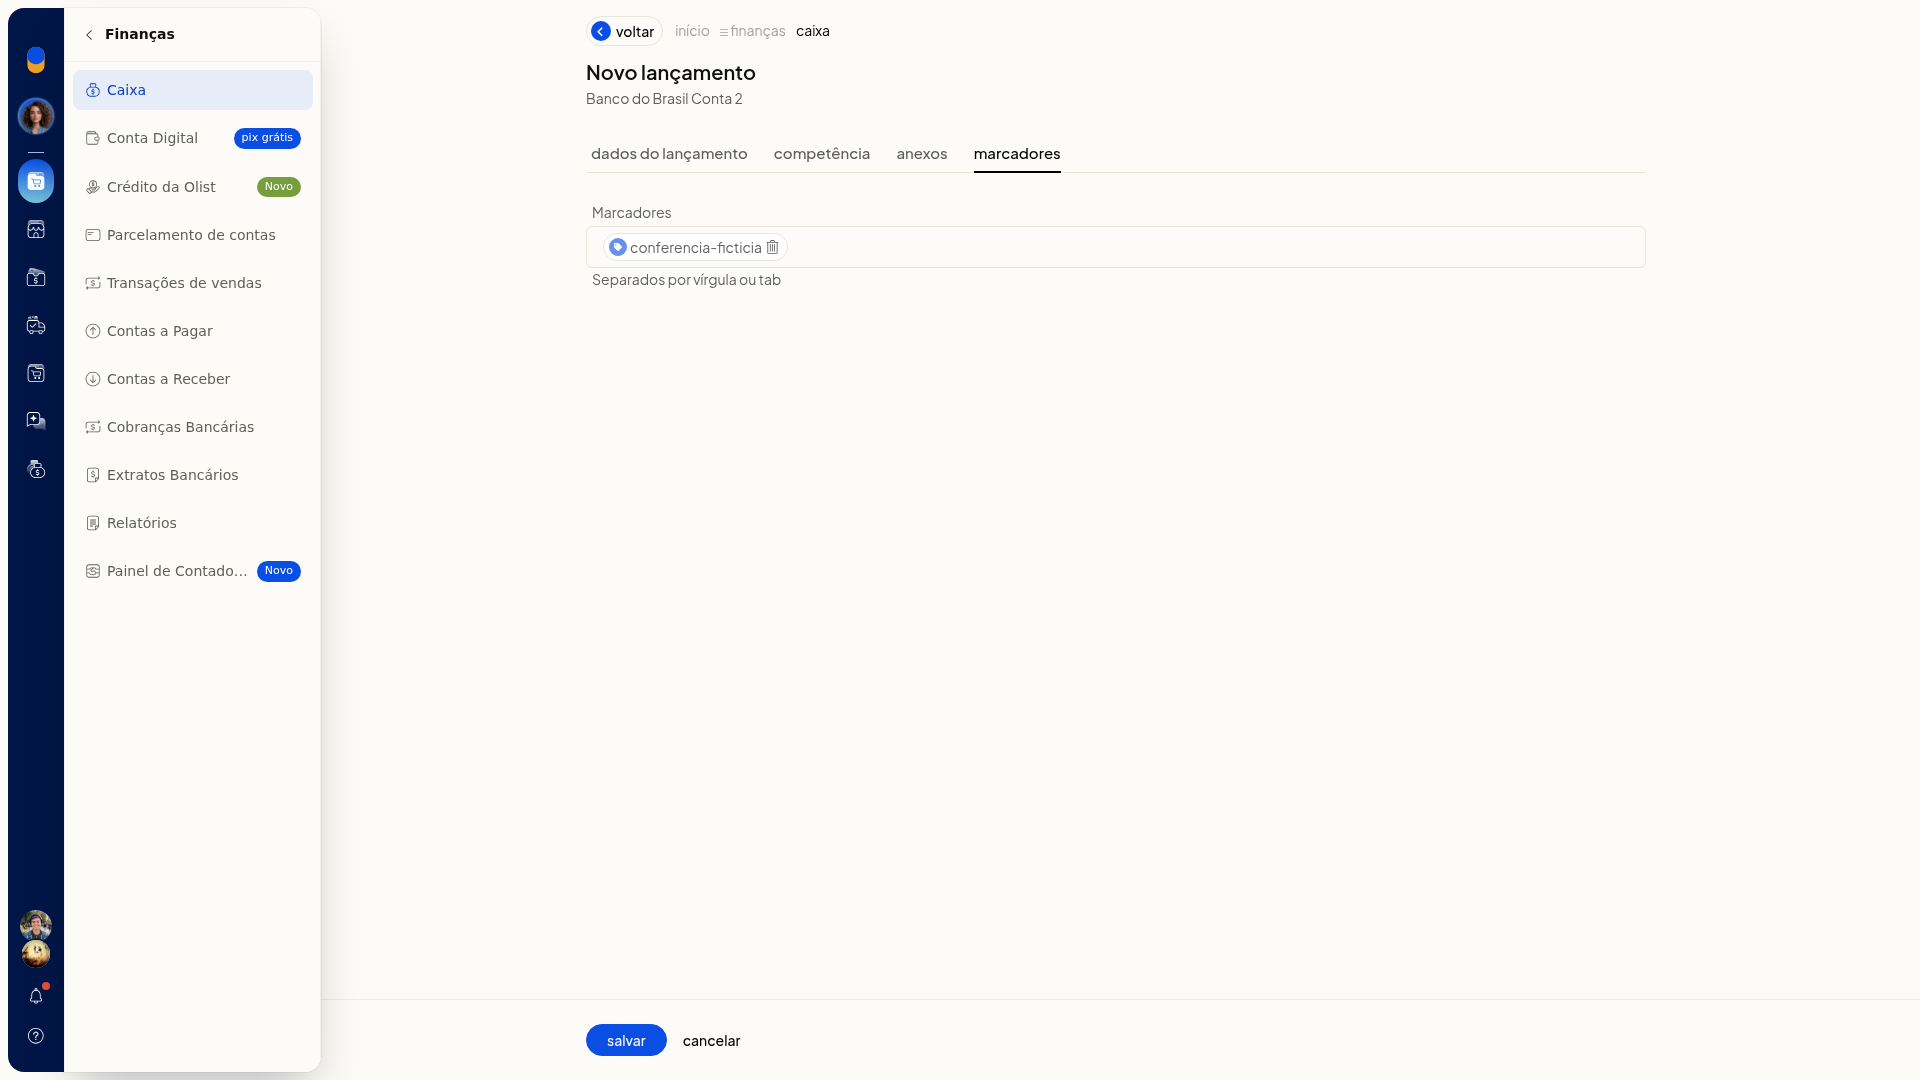 Finanças
Caixa
Conta Digital
pix grátis
Crédito da Olist
Novo
Parcelamento de contas
Transações de vendas
Contas a Pagar
Contas a Receber
Cobranças Bancárias
Extratos Bancários
Relatórios
Painel de Contado...
Novo
voltar
início
finanças
caixa
Novo lançamento
Banco do Brasil Conta 2
dados do lançamento
competência
anexos
marcadores
Marcadores
conferencia-ficticia
Separados por vírgula ou tab
salvar
cancelar